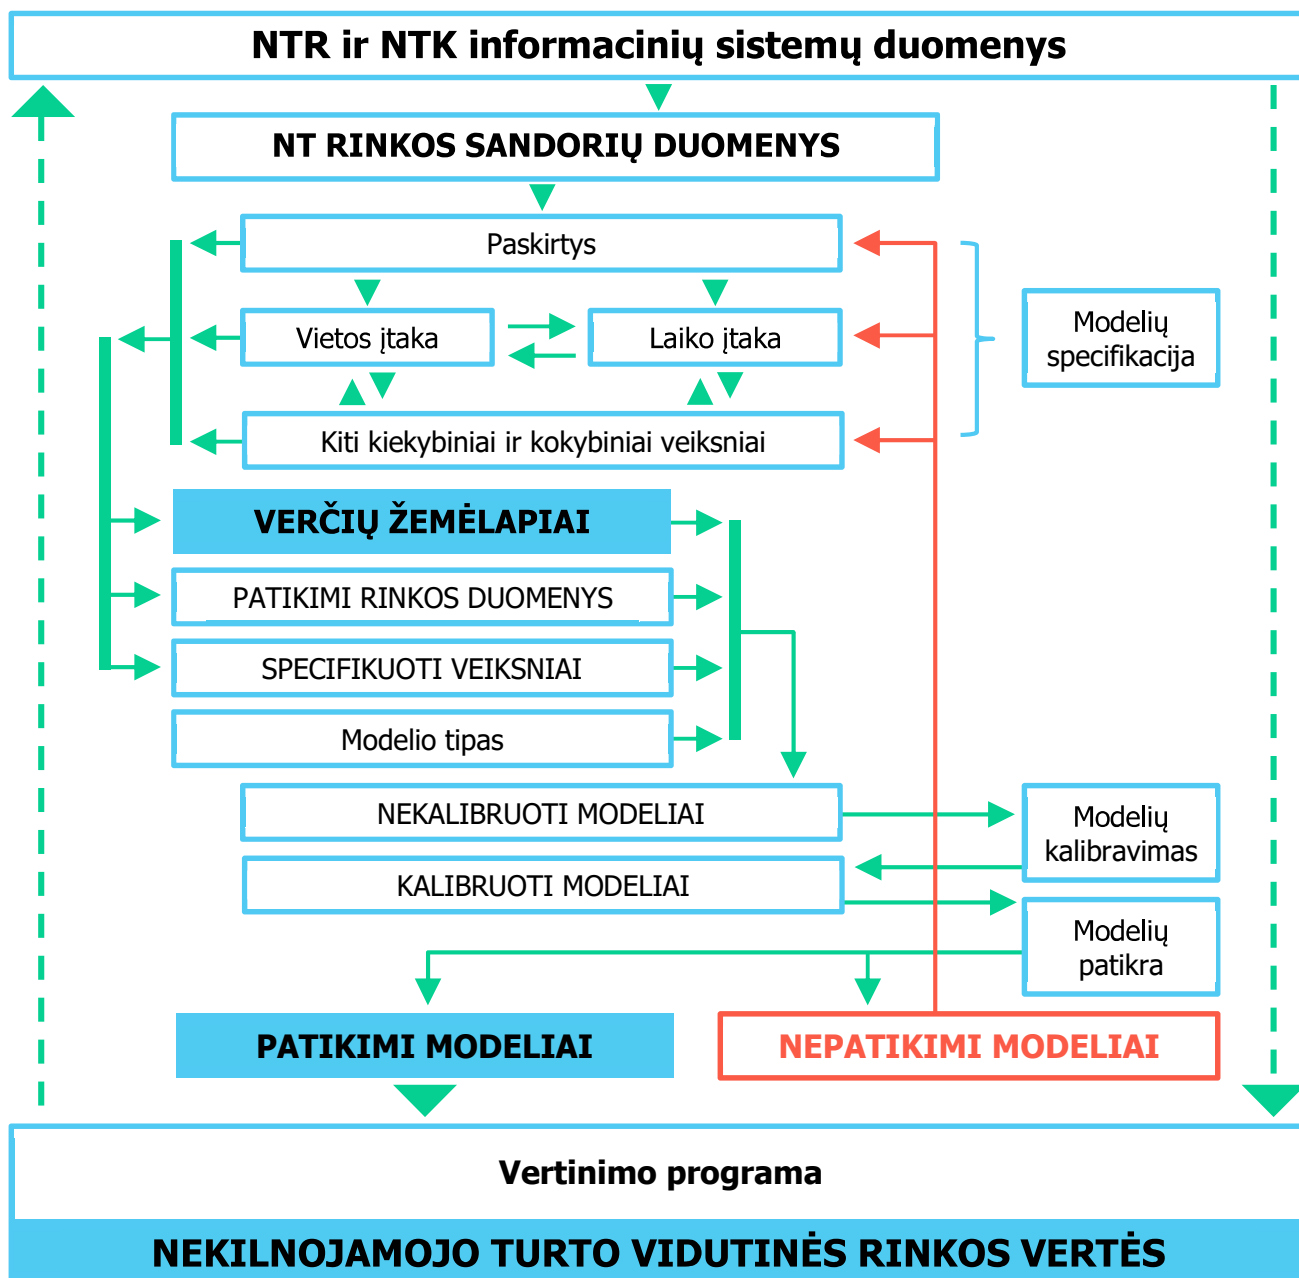 NTR ir NTK informacinių sistemų duomenys
NT RINKOS SANDORIŲ DUOMENYS
Paskirtys
Vietos įtaka
Laiko įtaka
Modelių
specifikacija
Kiti kiekybiniai ir kokybiniai veiksniai
VERČIŲ ŽEMĖLAPIAI
PATIKIMI RINKOS DUOMENYS
SPECIFIKUOTI VEIKSNIAI
Modelio tipas
NEKALIBRUOTI MODELIAI
Modelių
kalibravimas
KALIBRUOTI MODELIAI
Modelių
patikra
PATIKIMI MODELIAI
NEPATIKIMI MODELIAI
Vertinimo programa
NEKILNOJAMOJO TURTO VIDUTINĖS RINKOS VERTĖS